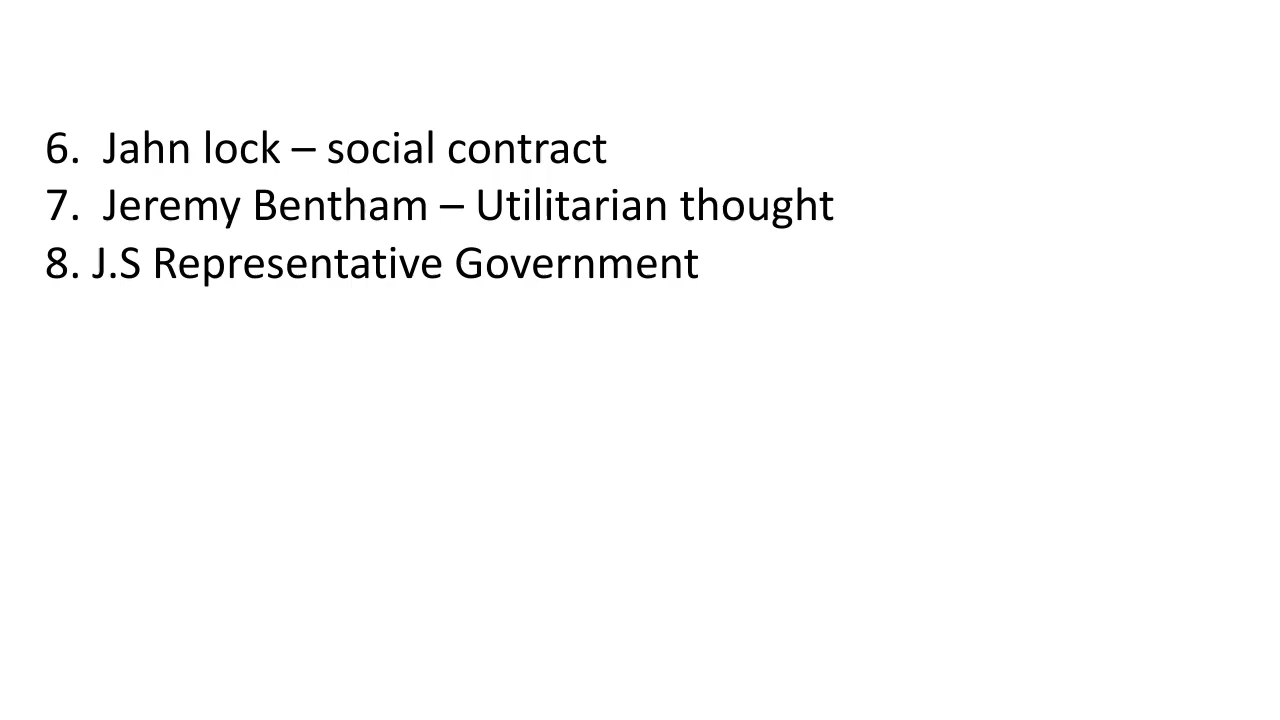 6.  Jahn lock – social contract
7.  Jeremy Bentham – Utilitarian thought
8. J.S Representative Government